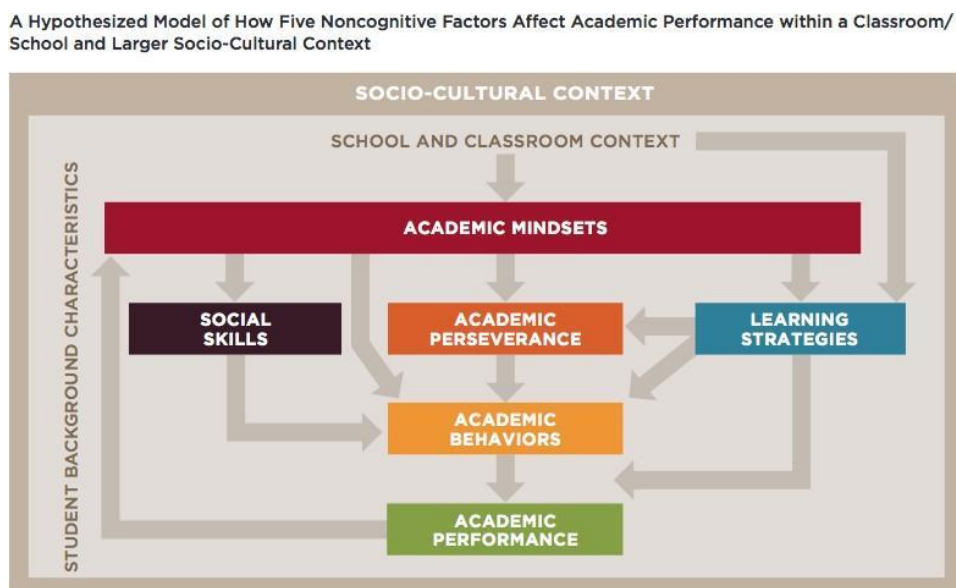 A Hypothesized Model of How Five Noncognitive Factors Affect Academic Performance within a Classroom/
School and Larger Socio-Cultural Context
SOCIO-CULTURAL CONTEXT
SCHOOL AND CLASSROOM CONTEXT
STUDENT BACKGROUND CHARACTERISTICS
ACADEMIC MINDSETS
SOCIAL
SKILLS
ACADEMIC
PERSEVERANCE
LEARNING
STRATEGIES
ACADEMIC
BEHAVIORS
ACADEMIC
PERFORMANCE